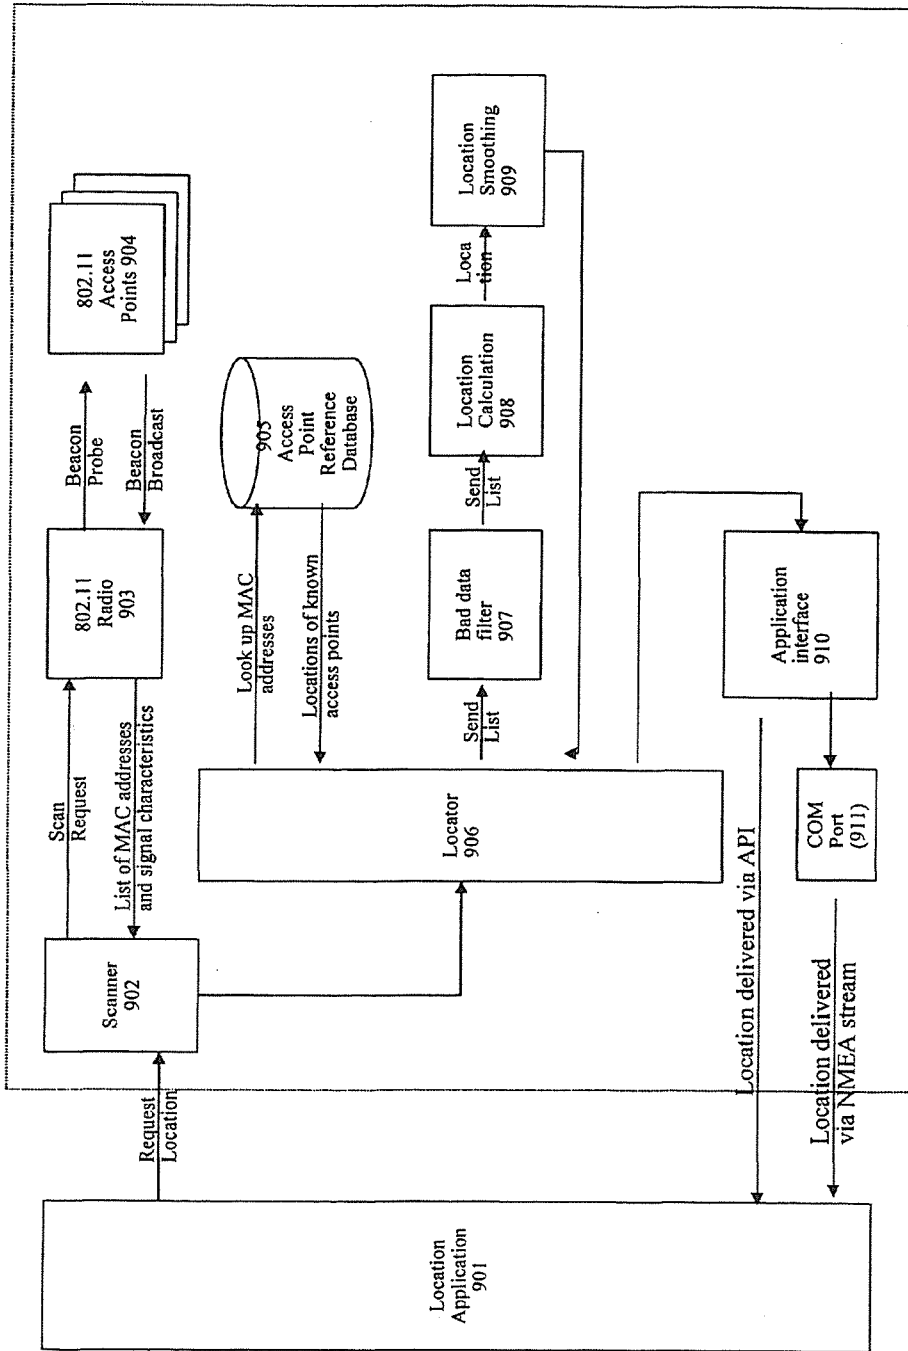 Location
Application
901
Request
Location
Scanner
902
Scan
Request
List of MAC addresses
and signal characteristics
802.11
Radio
903
Beacon
Probe
Beacon
Broadcast
802.11
Access
Points 904
Look up MAC
addresses
Locations of known
access points
905
Access
Point
Reference
Database
Locator
906
Send
List
Bad data
filter
907
Send
List
Location
Calculation
908
Loca
tion
Location
Smoothing
909
Application
interface
910
COM
Port
(911)
Location delivered via API
Location delivered
via NMEA stream